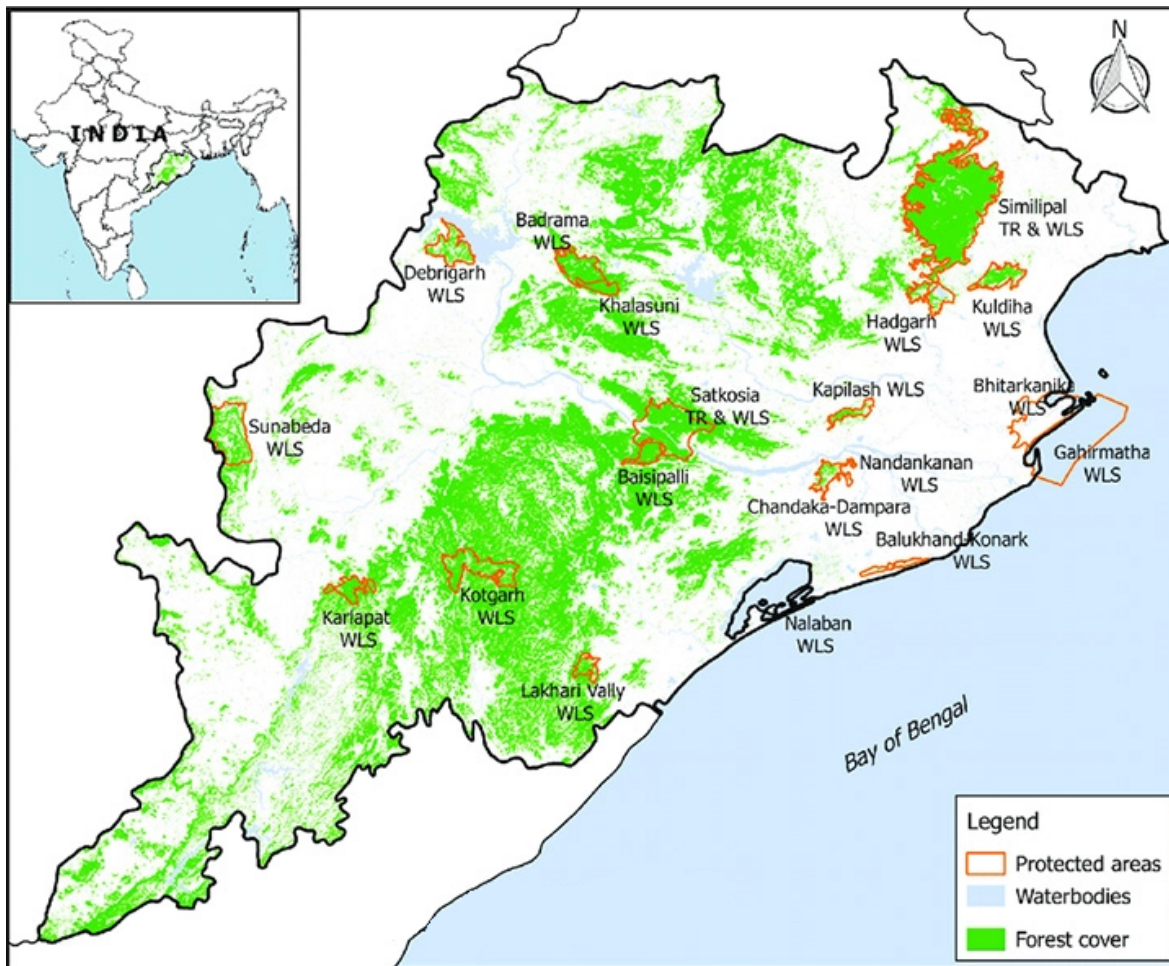 INDIA
N
Similipal
TR & WLS
Badrama
WLS
Debrigarh
WLS
Khalasuni
WLS
Hadgarh
WLS
Kuldiha
WLS
Satkosia
TR & WLS
Kapilash WLS
Bhitarkanika
WLS
Sunabeda
WLS
Gahirmatha
WLS
Baisipalli
WLS
Nandankanan
WLS
Chandaka-Dampara
WLS
Balukhand-Konark
WLS
Karlapat
WLS
Kotgarh
WLS
Nalaban
WLS
Lakhari Vally
WLS
Bay of Bengal
Legend
Protected areas
Waterbodies
Forest cover